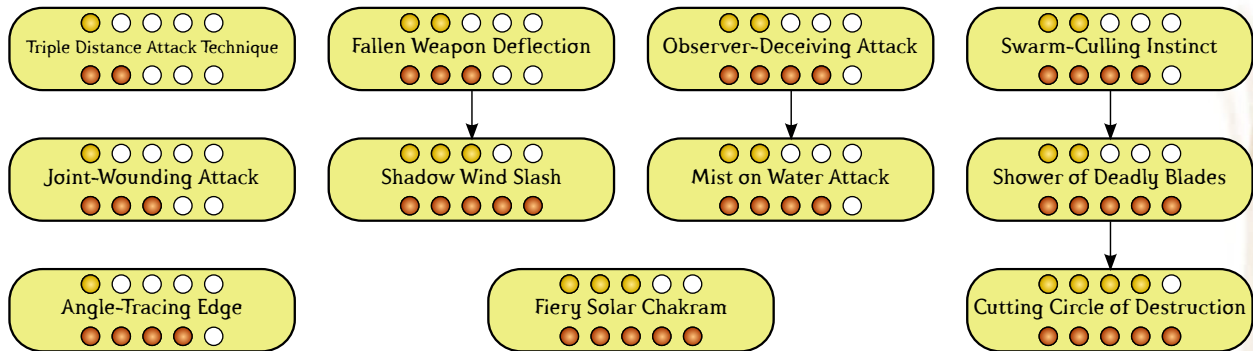 Triple Distance Attack Technique
Fallen Weapon Deflection
Observer-Deceiving Attack
Swarm-Culling Instinct
Joint-Wounding Attack
Shadow Wind Slash
Mist on Water Attack
Shower of Deadly Blades
Angle-Tracing Edge
Fiery Solar Chakram
Cutting Circle of Destruction